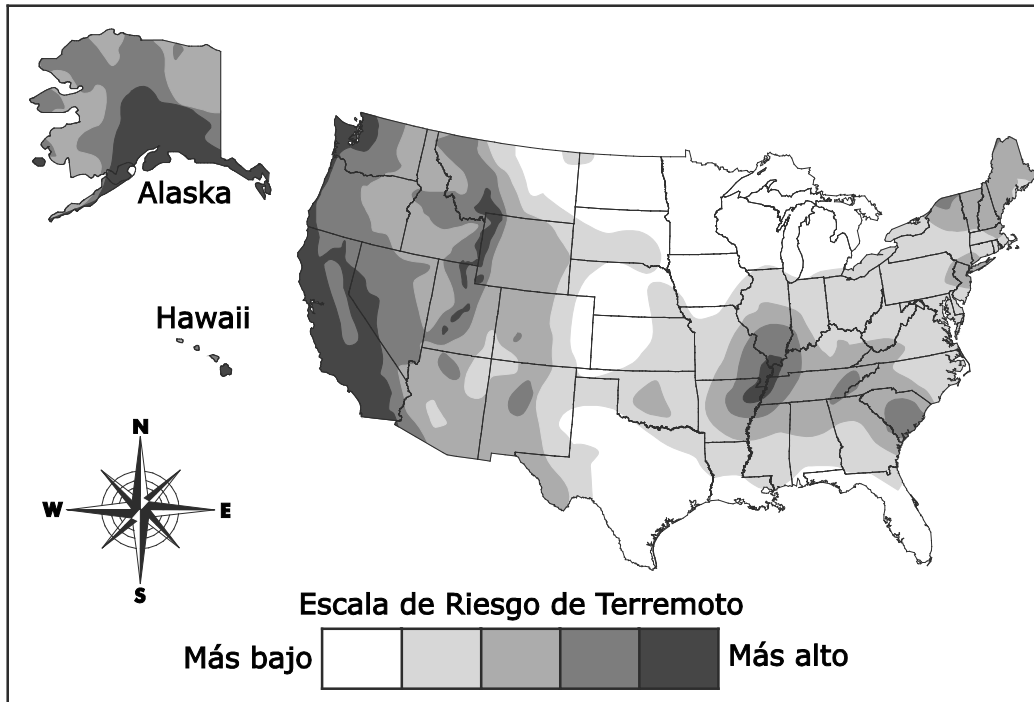 Alaska
Hawaii
N
W
E
S
Escala de Riesgo de Terremoto
Más bajo
Más alto